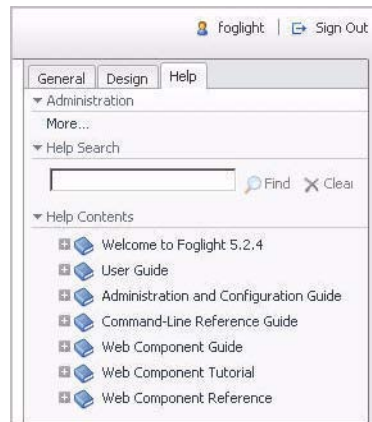 foglight | Sign Out
General Design Help
Administration
More...
Help Search
Find Clear
Help Contents
Welcome to Foglight 5.2.4
User Guide
Administration and Configuration Guide
Command-Line Reference Guide
Web Component Guide
Web Component Tutorial
Web Component Reference